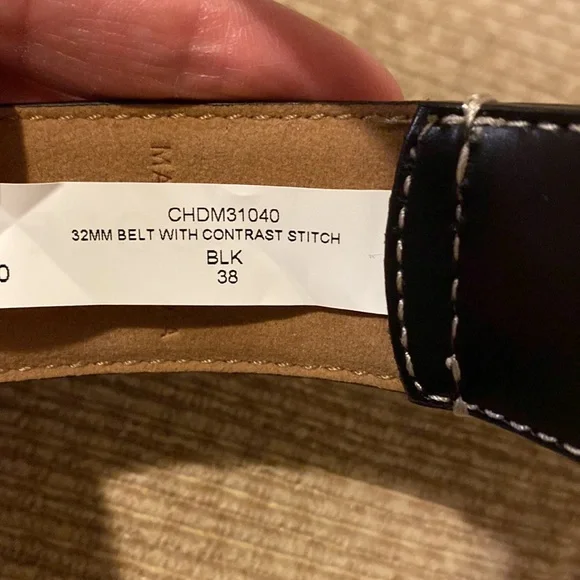 CHDM31040
32MM BELT WITH CONTRAST STITCH
BLK
38